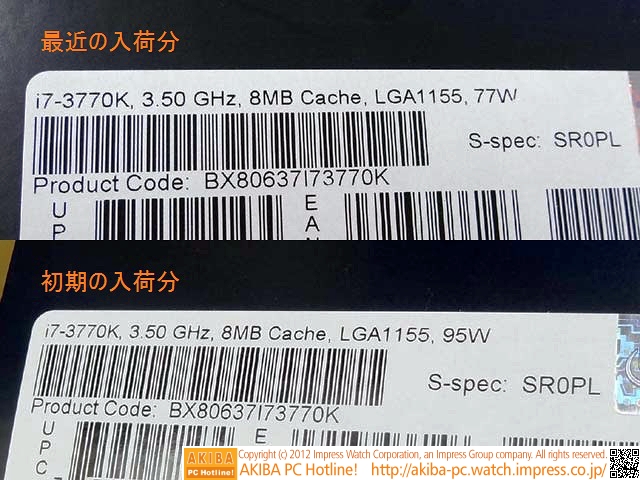 最近の入荷分
i7-3770K, 3.50 GHz, 8MB Cache, LGA1155, 77W
S-spec: SR0PL
Product Code: BX80637I73770K
UP
EAN
初期の入荷分
i7-3770K, 3.50 GHz, 8MB Cache, LGA1155, 95W
S-spec: SR0PL
Product Code: BX80637I73770K
UPC
E
AKIBA PC Hotline!
Copyright (c) 2012 Impress Watch Corporation, an Impress Group company. All rights reserved.
AKIBA PC Hotline! http://akiba-pc.watch.impress.co.jp/